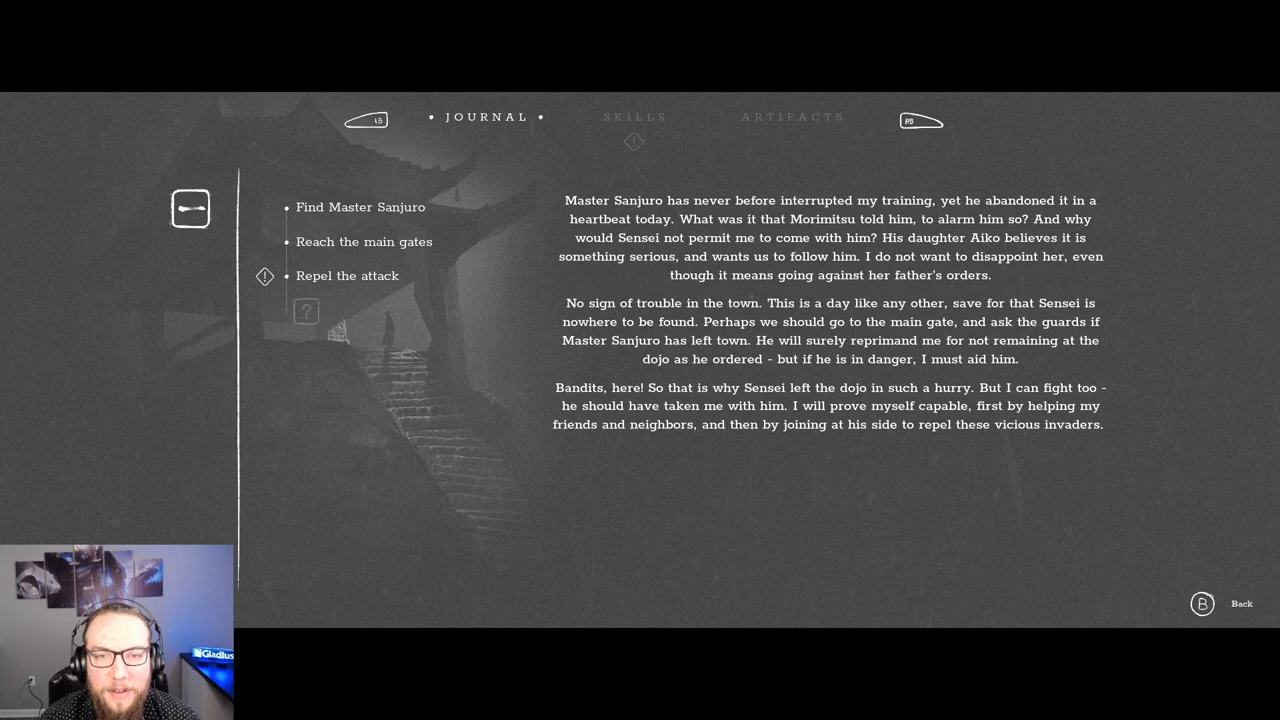 LB
• JOURNAL •
SKILLS
ARTIFACTS
RB
!
Find Master Sanjuro
Reach the main gates
! Repel the attack
?
Master Sanjuro has never before interrupted my training, yet he abandoned it in a
heartbeat today. What was it that Morimitsu told him, to alarm him so? And why
would Sensei not permit me to come with him? His daughter Aiko believes it is
something serious, and wants us to follow him. I do not want to disappoint her, even
though it means going against her father's orders.
No sign of trouble in the town. This is a day like any other, save for that Sensei is
nowhere to be found. Perhaps we should go to the main gate, and ask the guards if
Master Sanjuro has left town. He will surely reprimand me for not remaining at the
dojo as he ordered - but if he is in danger, I must aid him.
Bandits, here! So that is why Sensei left the dojo in such a hurry. But I can fight too -
he should have taken me with him. I will prove myself capable, first by helping my
friends and neighbors, and then by joining at his side to repel these vicious invaders.
Gladius
B Back